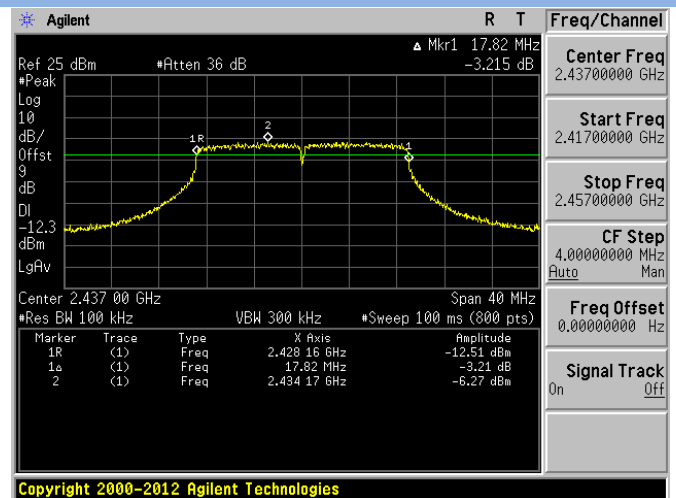 Agilent R T
Δ Mkr1 17.82 MHz
Ref 25 dBm #Atten 36 dB -3.215 dB
#Peak
Log
10
dB/
Offst
9
dB
DI
-12.3
dBm
LgAv
1R
2
1
Center 2.437 00 GHz Span 40 MHz
#Res BW 100 kHz VBW 300 kHz #Sweep 100 ms (800 pts)
Marker Trace Type X Axis Amplitude
1R (1) Freq 2.428 16 GHz -12.51 dBm
1Δ (1) Freq 17.82 MHz -3.21 dB
2 (1) Freq 2.434 17 GHz -6.27 dBm
Copyright 2000-2012 Agilent Technologies
Freq/Channel
Center Freq
2.43700000 GHz
Start Freq
2.41700000 GHz
Stop Freq
2.45700000 GHz
CF Step
4.00000000 MHz
Auto Man
Freq Offset
0.00000000 Hz
Signal Track
On Off